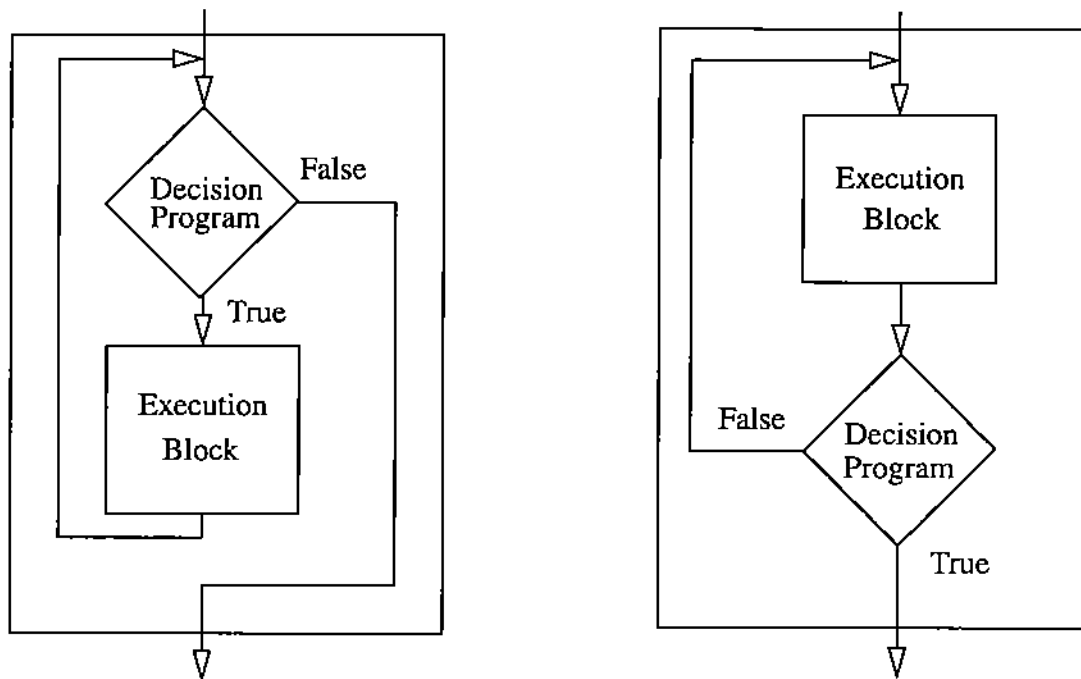 False
Decision
Program
True
Execution
Block
Execution
Block
False
Decision
Program
True